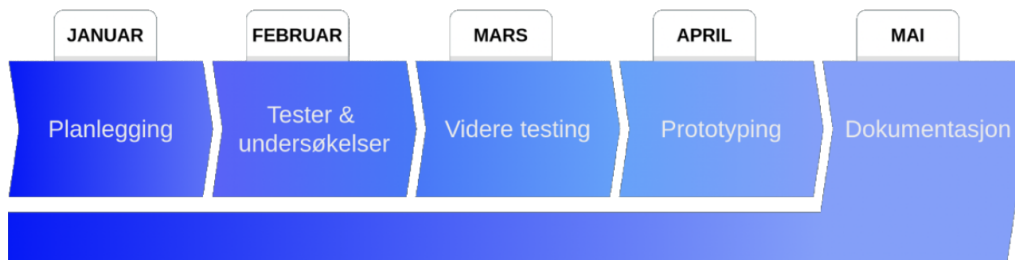 JANUAR
FEBRUAR
MARS
APRIL
MAI
Planlegging
Tester &
undersøkelser
Videre testing
Prototyping
Dokumentasjon